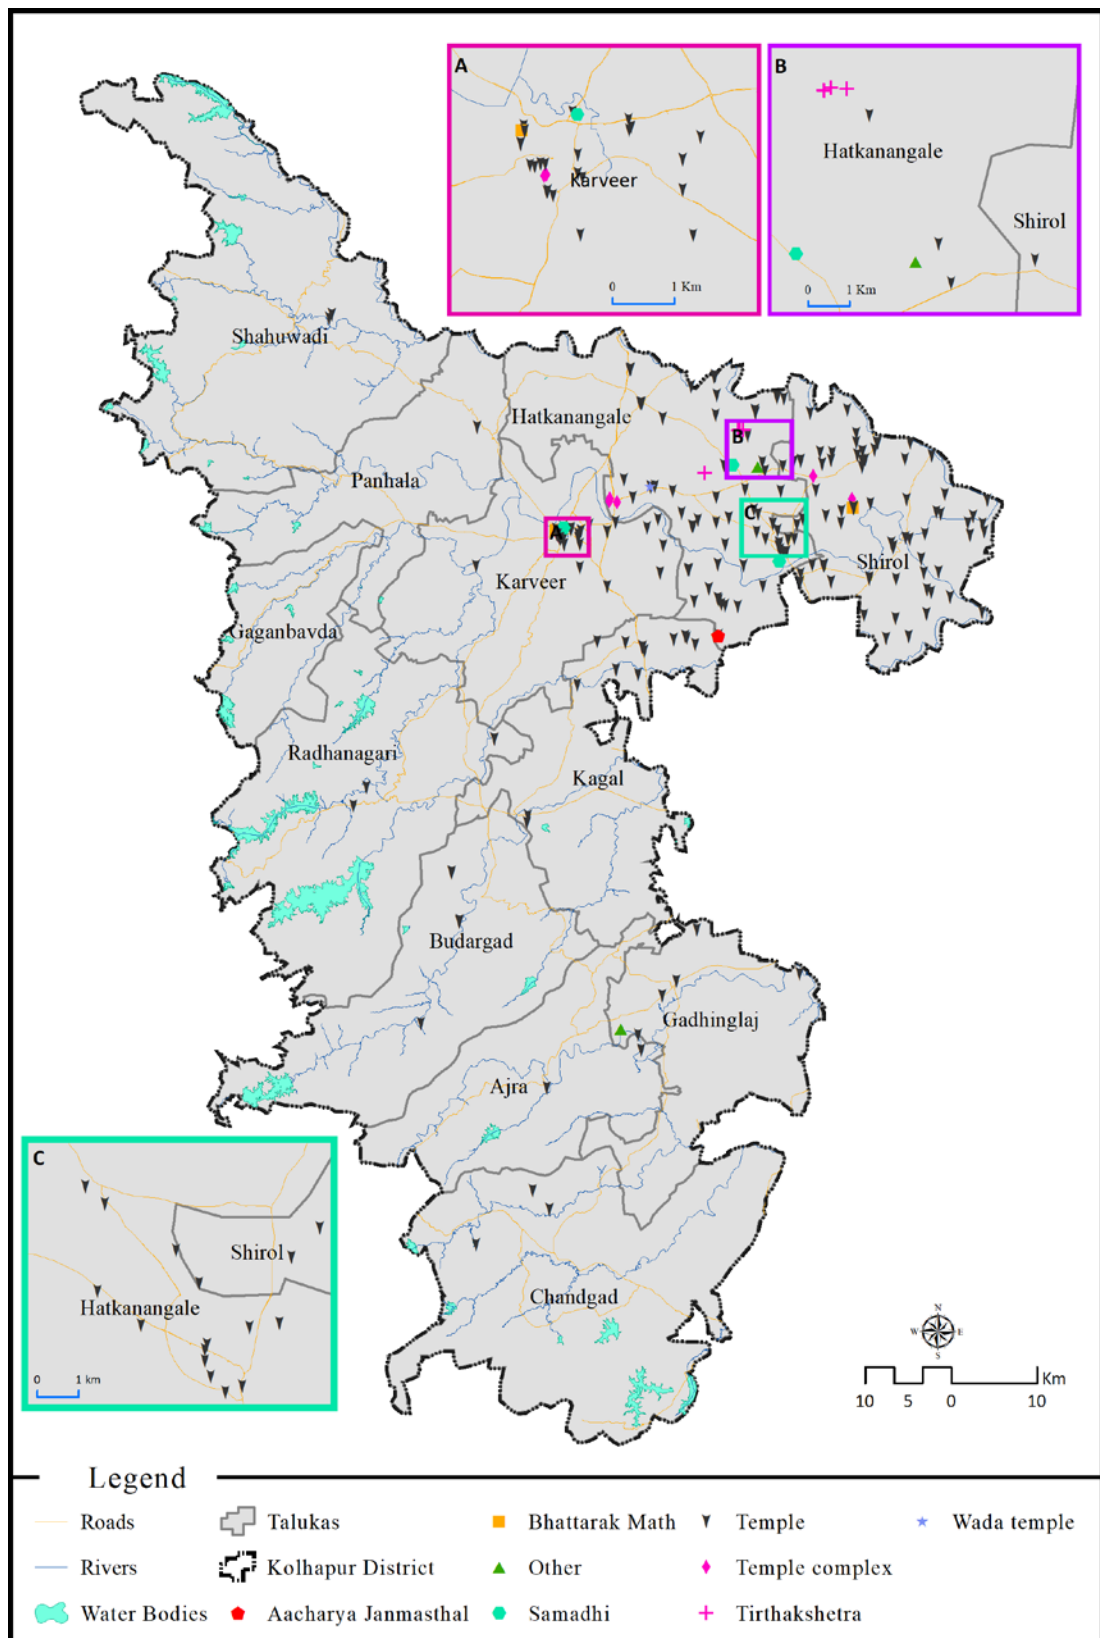 A
Karveer
0 1 Km
B
Hatkanangale
Shirol
0 1 Km
Shahuwadi
Hatkanangale
B
Panhala
C
A
Karveer
Shirol
Gaganbavda
Radhanagari
Kagal
Budargad
Gadhinglaj
Ajra
C
Shirol
Hatkanangale
0 1 km
Chandgad
N
W E
S
Km
10 5 0 10
Legend
Roads Talukas Bhattarak Math Temple Wada temple
Rivers Kolhapur District Other Temple complex
Water Bodies Aacharya Janmasthal Samadhi Tirthakshetra